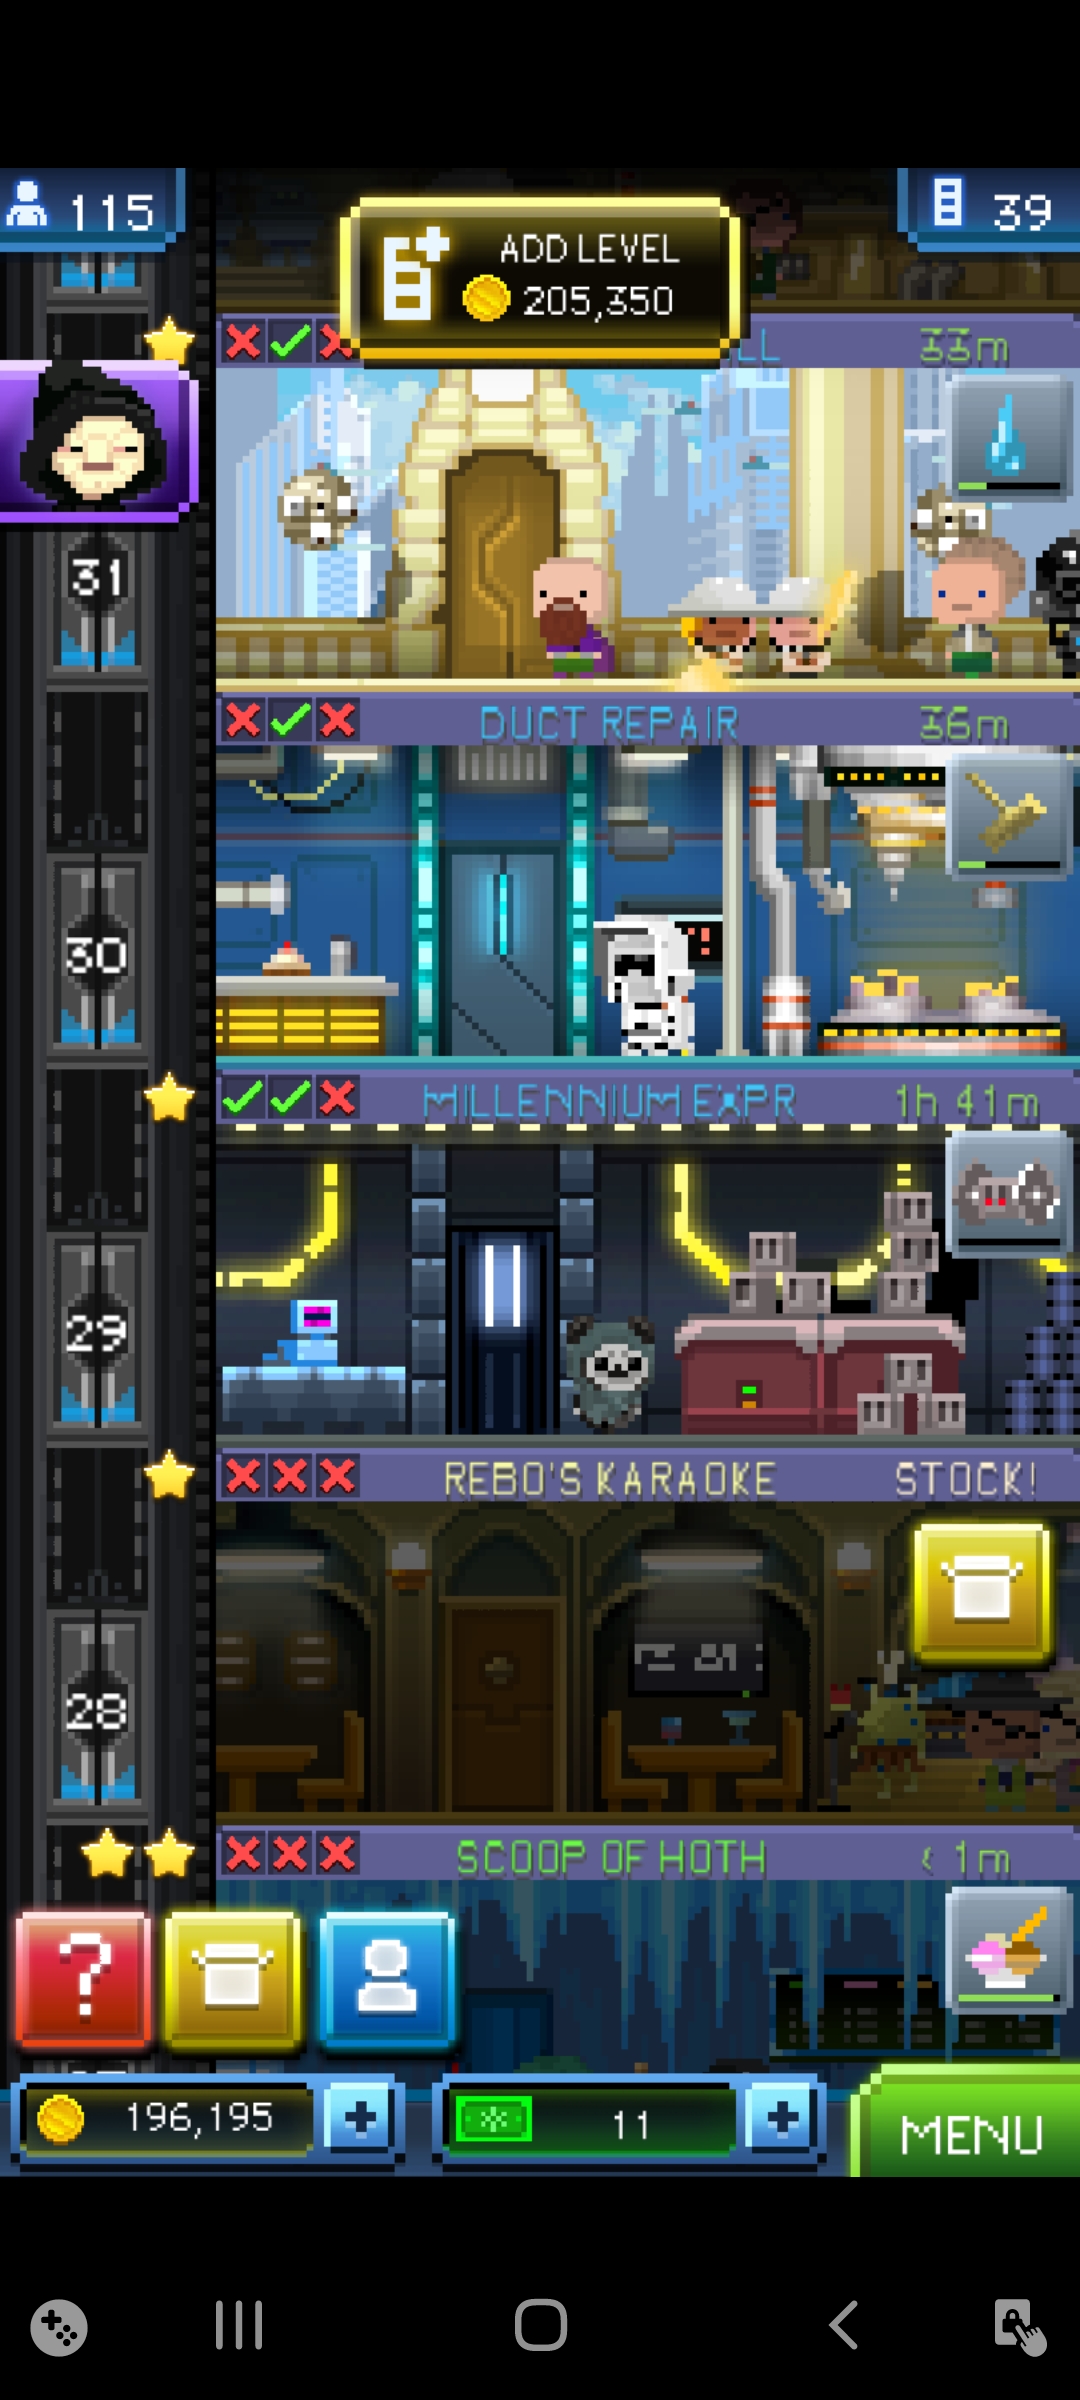 115
39
ADD LEVEL
205,350
LL
33m
31
DUCT REPAIR
36m
30
!
MILLENNIUM EXPR
1h 41m
29
REBO'S KARAOKE
STOCK!
28
SCOOP OF HOTH
< 1m
?
196,195
+
11
+
MENU